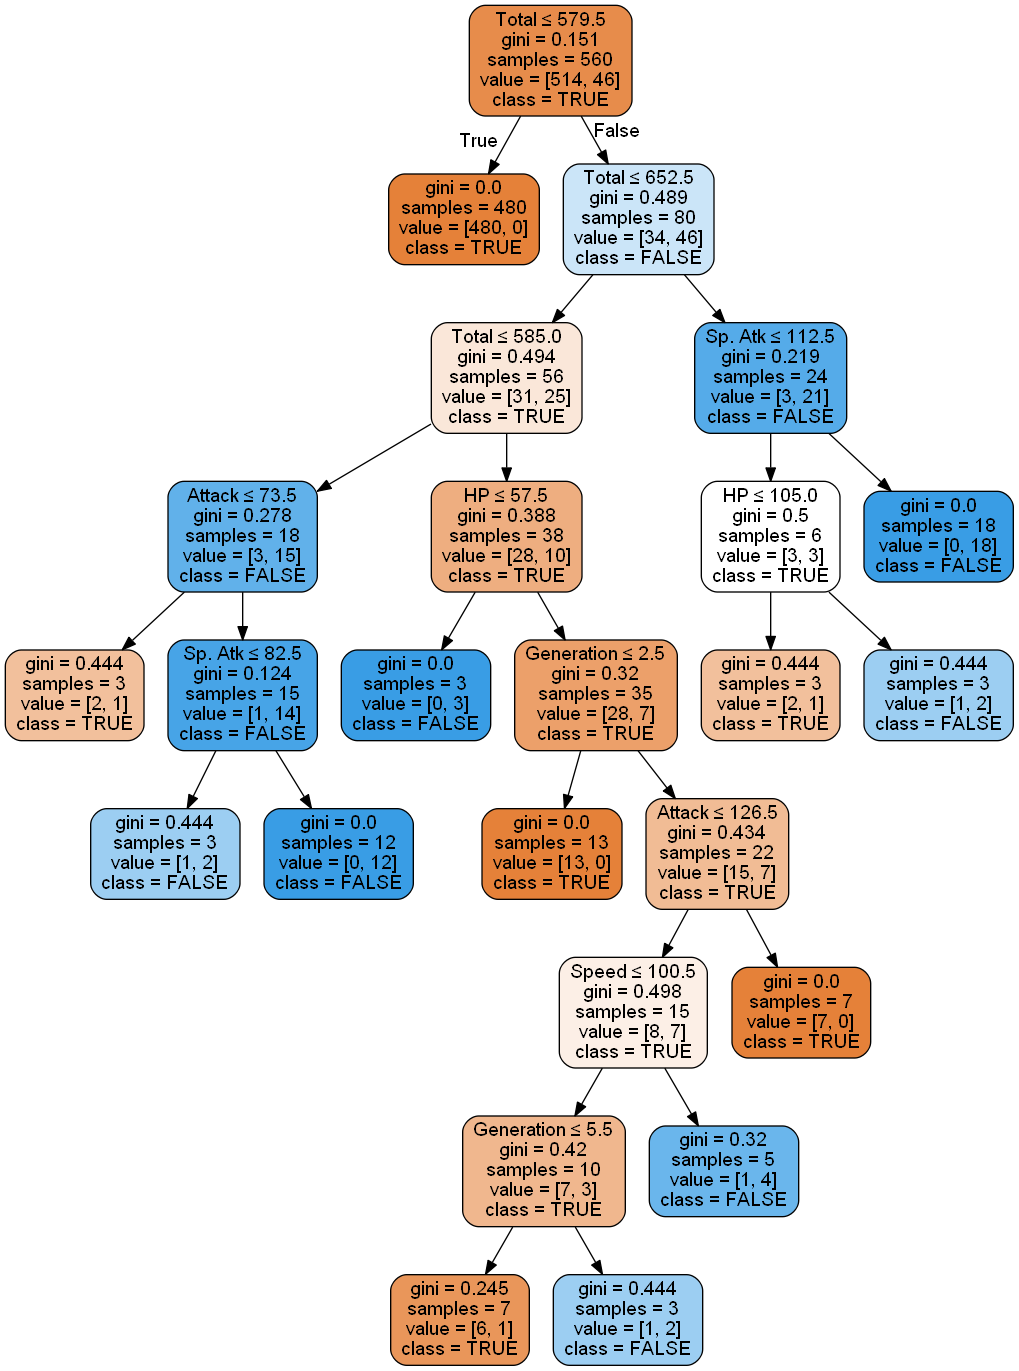 Total ≤ 579.5
gini = 0.151
samples = 560
value = [514, 46]
class = TRUE
True
False
gini = 0.0
samples = 480
value = [480, 0]
class = TRUE
Total ≤ 652.5
gini = 0.489
samples = 80
value = [34, 46]
class = FALSE
Total ≤ 585.0
gini = 0.494
samples = 56
value = [31, 25]
class = TRUE
Sp. Atk ≤ 112.5
gini = 0.219
samples = 24
value = [3, 21]
class = FALSE
Attack ≤ 73.5
gini = 0.278
samples = 18
value = [3, 15]
class = FALSE
HP ≤ 57.5
gini = 0.388
samples = 38
value = [28, 10]
class = TRUE
HP ≤ 105.0
gini = 0.5
samples = 6
value = [3, 3]
class = TRUE
gini = 0.0
samples = 18
value = [0, 18]
class = FALSE
gini = 0.444
samples = 3
value = [2, 1]
class = TRUE
Sp. Atk ≤ 82.5
gini = 0.124
samples = 15
value = [1, 14]
class = FALSE
gini = 0.0
samples = 3
value = [0, 3]
class = FALSE
Generation ≤ 2.5
gini = 0.32
samples = 35
value = [28, 7]
class = TRUE
gini = 0.444
samples = 3
value = [2, 1]
class = TRUE
gini = 0.444
samples = 3
value = [1, 2]
class = FALSE
gini = 0.444
samples = 3
value = [1, 2]
class = FALSE
gini = 0.0
samples = 12
value = [0, 12]
class = FALSE
gini = 0.0
samples = 13
value = [13, 0]
class = TRUE
Attack ≤ 126.5
gini = 0.434
samples = 22
value = [15, 7]
class = TRUE
Speed ≤ 100.5
gini = 0.498
samples = 15
value = [8, 7]
class = TRUE
gini = 0.0
samples = 7
value = [7, 0]
class = TRUE
Generation ≤ 5.5
gini = 0.42
samples = 10
value = [7, 3]
class = TRUE
gini = 0.32
samples = 5
value = [1, 4]
class = FALSE
gini = 0.245
samples = 7
value = [6, 1]
class = TRUE
gini = 0.444
samples = 3
value = [1, 2]
class = FALSE